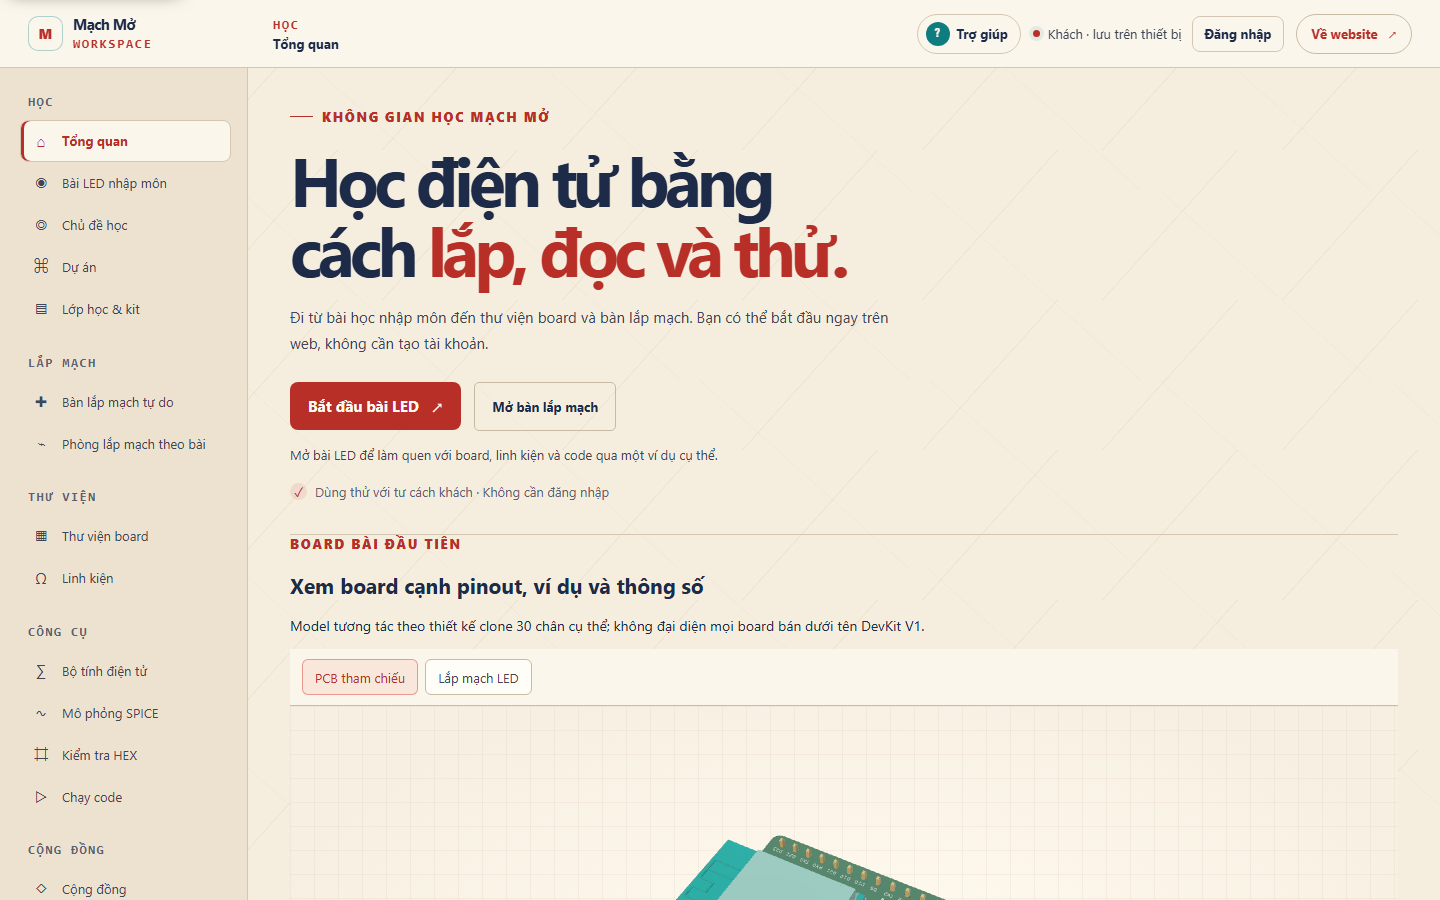 M
Mạch Mở
WORKSPACE
HỌC
Tổng quan
? Trợ giúp
Khách · lưu trên thiết bị
Đăng nhập
Về website ↗
HỌC
Tổng quan
Bài LED nhập môn
Chủ đề học
Dự án
Lớp học & kit
LẮP MẠCH
Bàn lắp mạch tự do
Phòng lắp mạch theo bài
THƯ VIỆN
Thư viện board
Linh kiện
CÔNG CỤ
Bộ tính điện tử
Mô phỏng SPICE
Kiểm tra HEX
Chạy code
CỘNG ĐỒNG
Cộng đồng
KHÔNG GIAN HỌC MẠCH MỞ
Học điện tử bằng
cách lắp, đọc và thử.
Đi từ bài học nhập môn đến thư viện board và bàn lắp mạch. Bạn có thể bắt đầu ngay trên
web, không cần tạo tài khoản.
Bắt đầu bài LED ↗
Mở bàn lắp mạch
Mở bài LED để làm quen với board, linh kiện và code qua một ví dụ cụ thể.
✓ Dùng thử với tư cách khách · Không cần đăng nhập
BOARD BÀI ĐẦU TIÊN
Xem board cạnh pinout, ví dụ và thông số
Model tương tác theo thiết kế clone 30 chân cụ thể; không đại diện mọi board bán dưới tên DevKit V1.
PCB tham chiếu
Lắp mạch LED